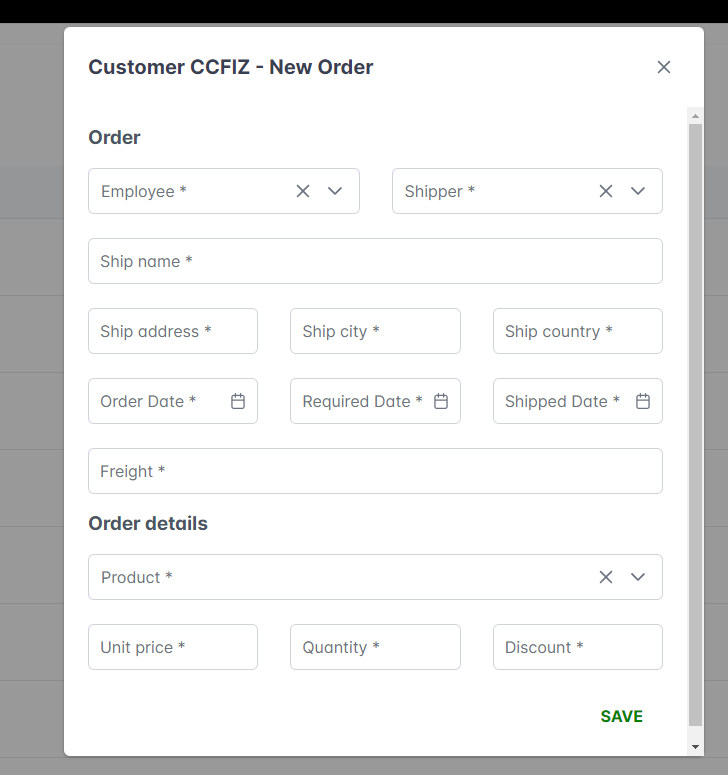 Customer CCFIZ - New Order
Order
Employee * Shipper *
Ship name *
Ship address * Ship city * Ship country *
Order Date * Required Date * Shipped Date *
Freight *
Order details
Product *
Unit price * Quantity * Discount *
SAVE